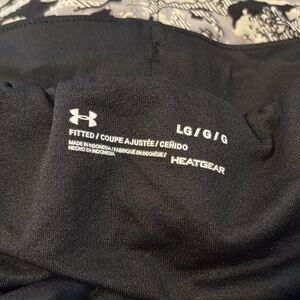 LG / G / G
FITTED / COUPE AJUSTÉE / CEÑIDO
MADE IN INDONESIA / FABRIQUÉ EN INDONÉSIE /
HECHO EN INDONESIA
HEATGEAR